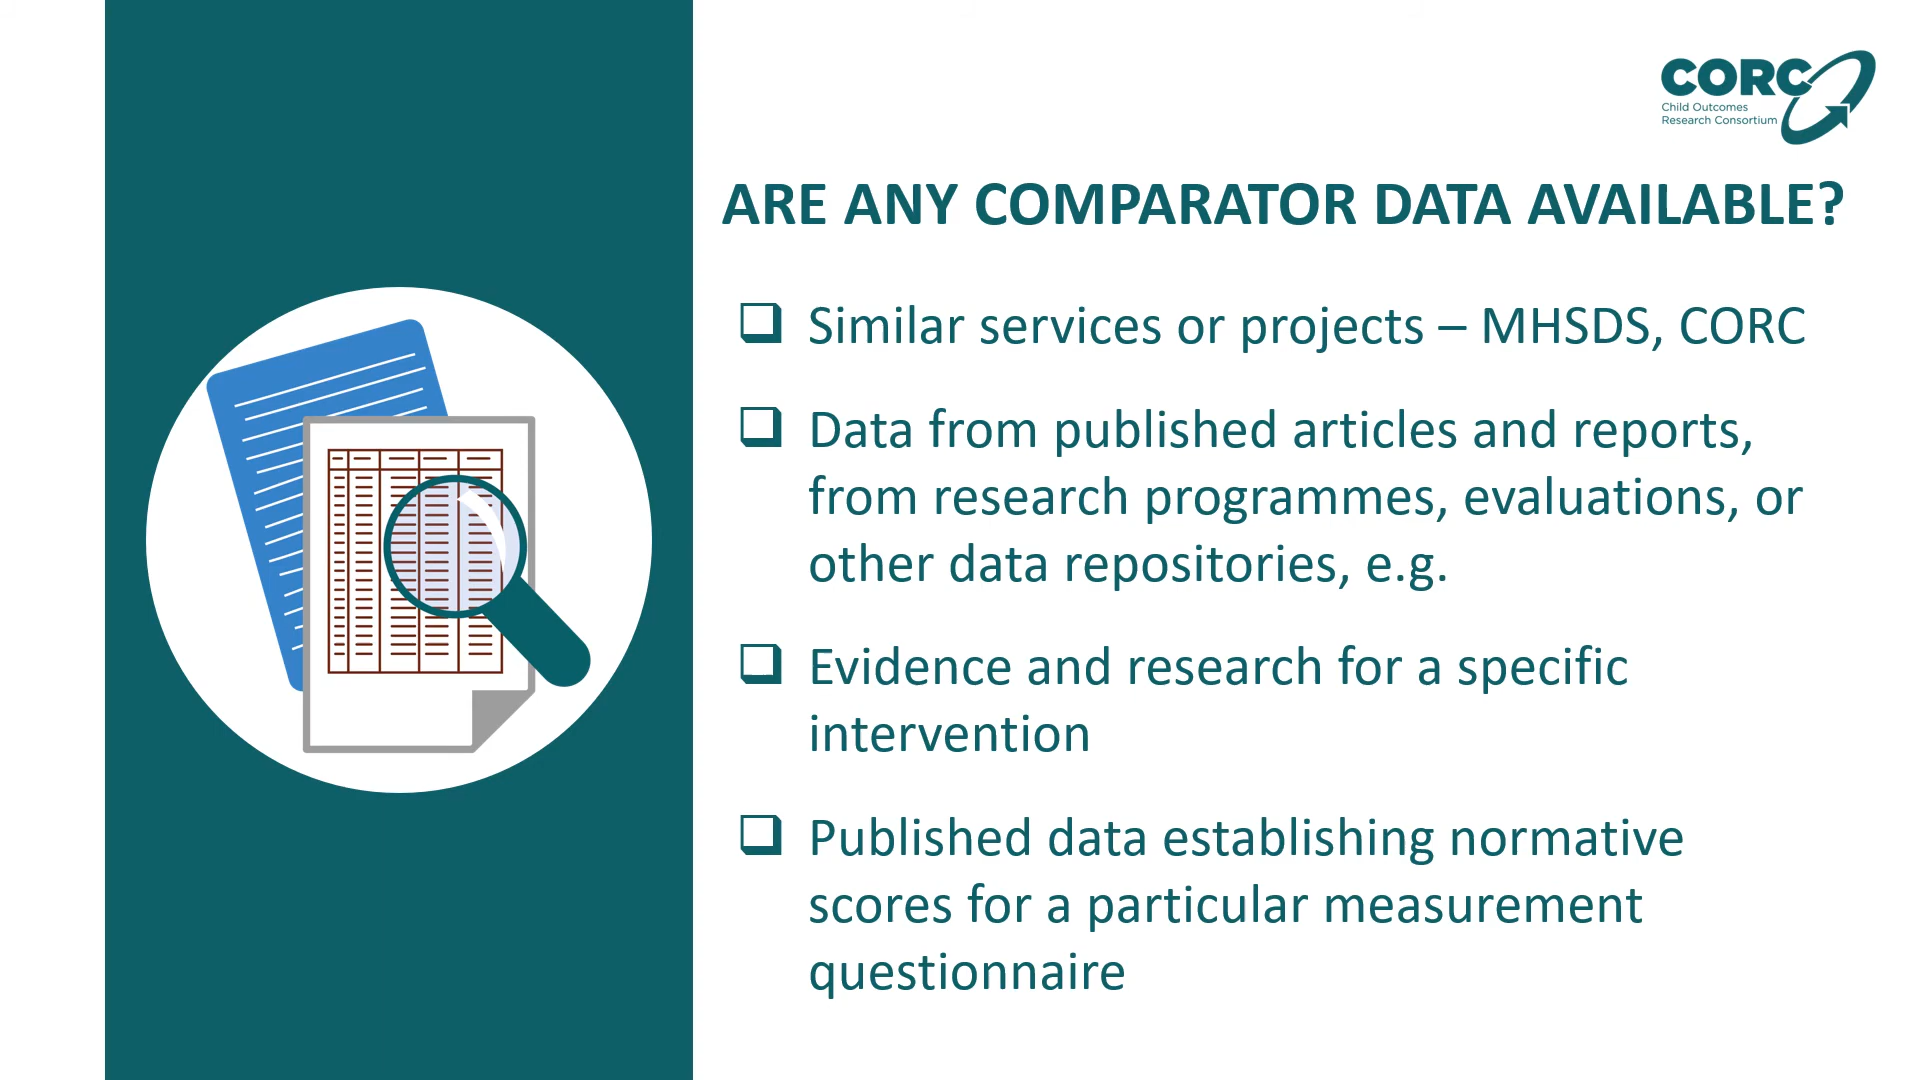 CORC
Child Outcomes
Research Consortium
ARE ANY COMPARATOR DATA AVAILABLE?
Similar services or projects – MHSDS, CORC
Data from published articles and reports,
from research programmes, evaluations, or
other data repositories, e.g.
Evidence and research for a specific
intervention
Published data establishing normative
scores for a particular measurement
questionnaire